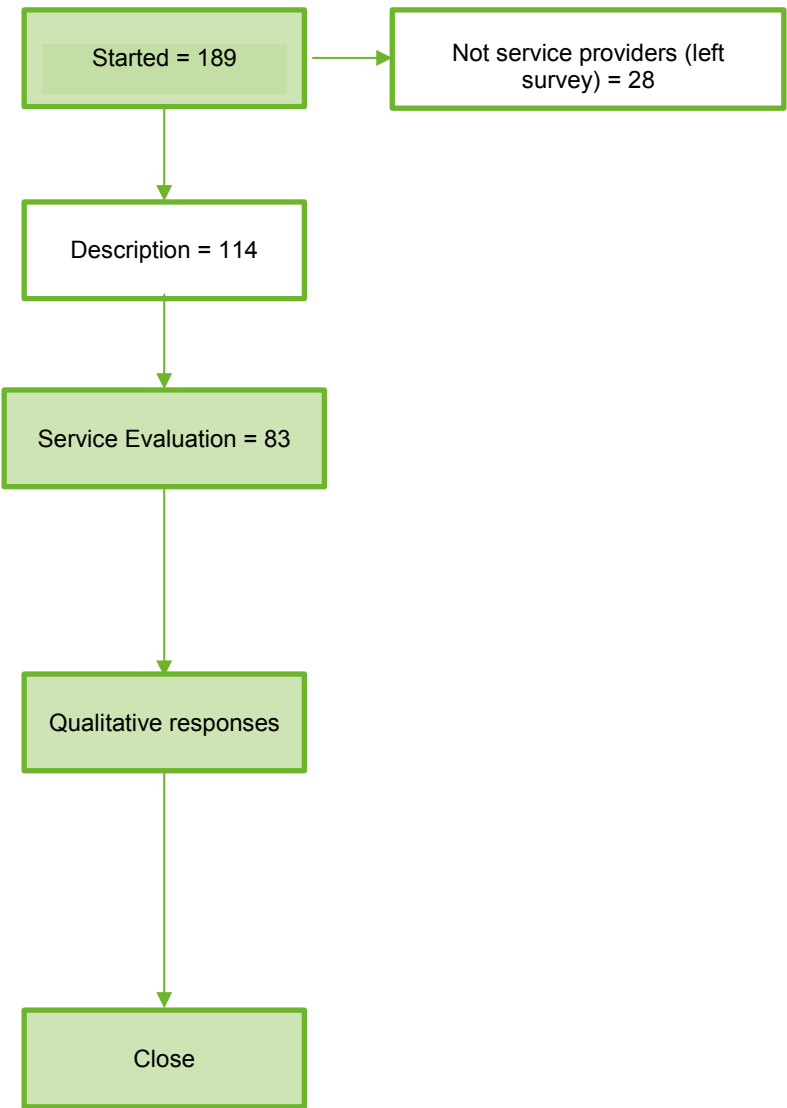 Started = 189
Not service providers (left
survey) = 28
Description = 114
Service Evaluation = 83
Qualitative responses
Close